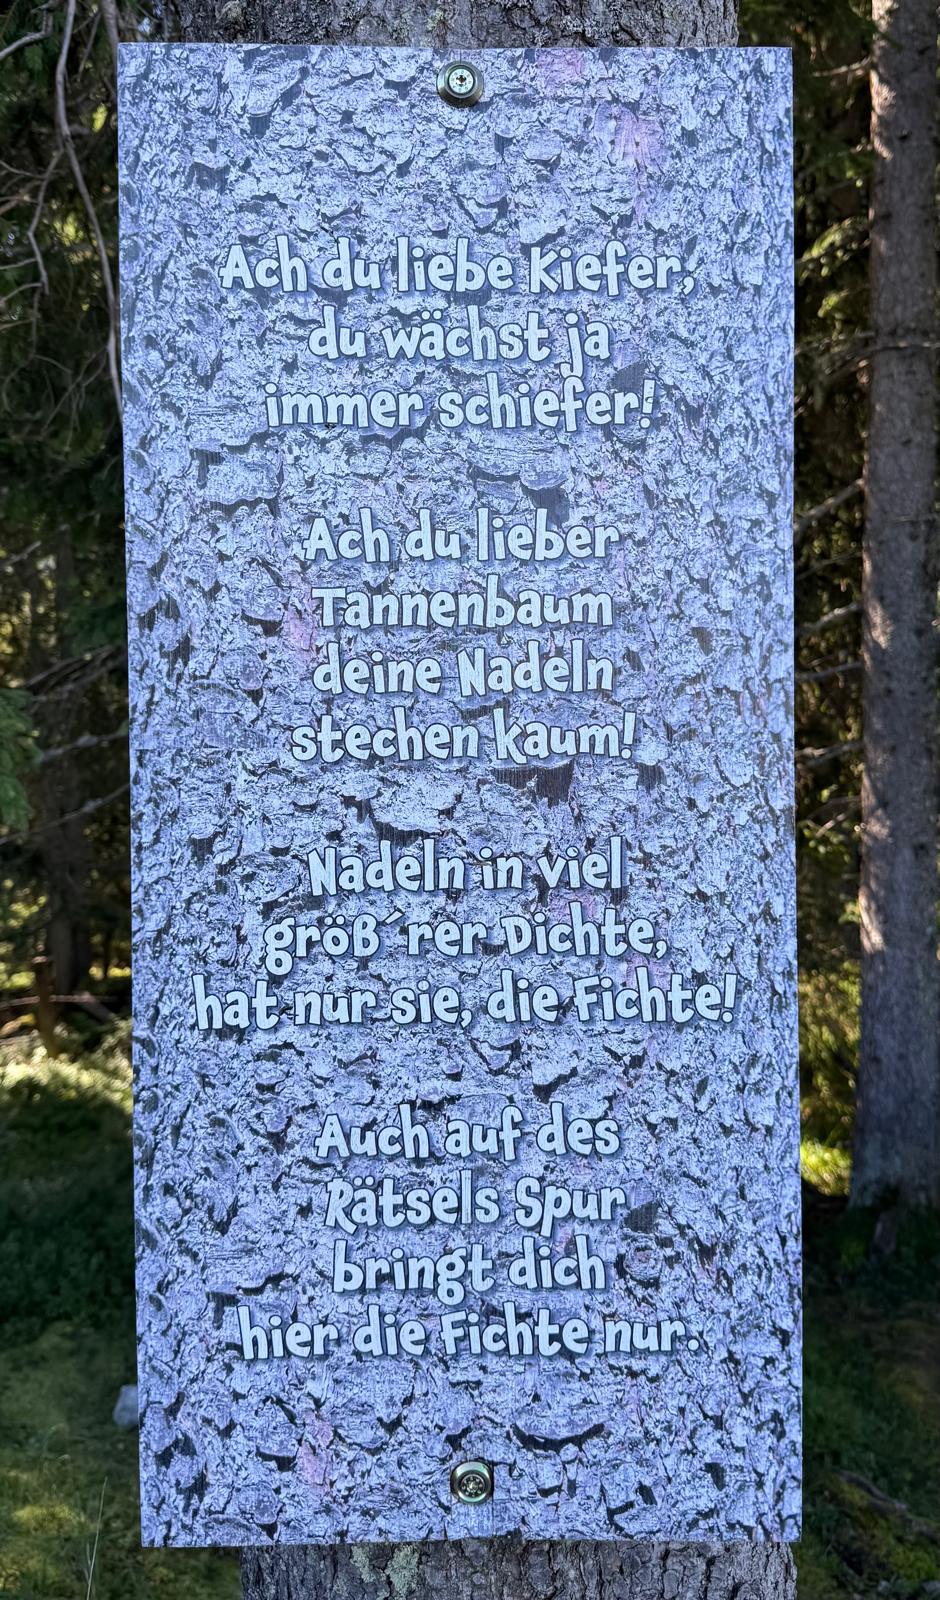 Ach du liebe Kiefer,
du wächst ja
immer schiefer!
Ach du lieber
Tannenbaum
deine Nadeln
stechen kaum!
Nadeln in viel
größ´rer Dichte,
hat nur sie, die Fichte!
Auch auf des
Rätsels Spur
bringt dich
hier die Fichte nur.